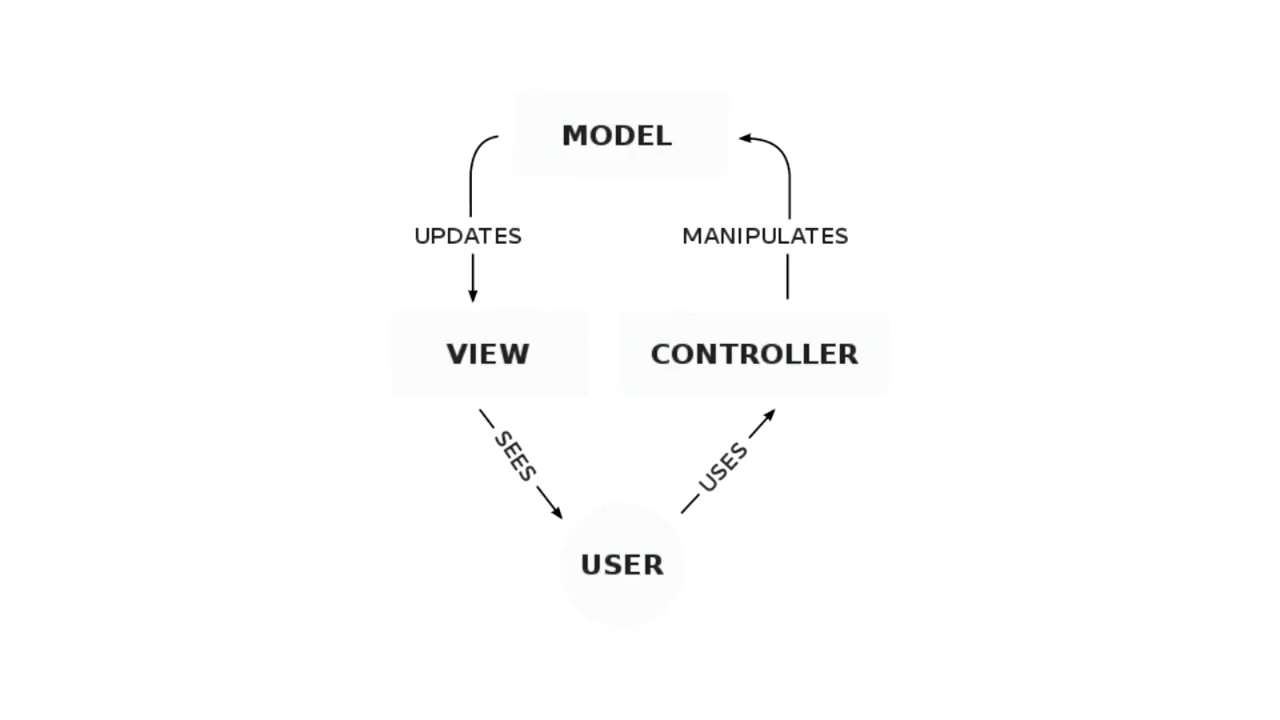 MODEL
UPDATES
MANIPULATES
VIEW
CONTROLLER
SEES
USES
USER